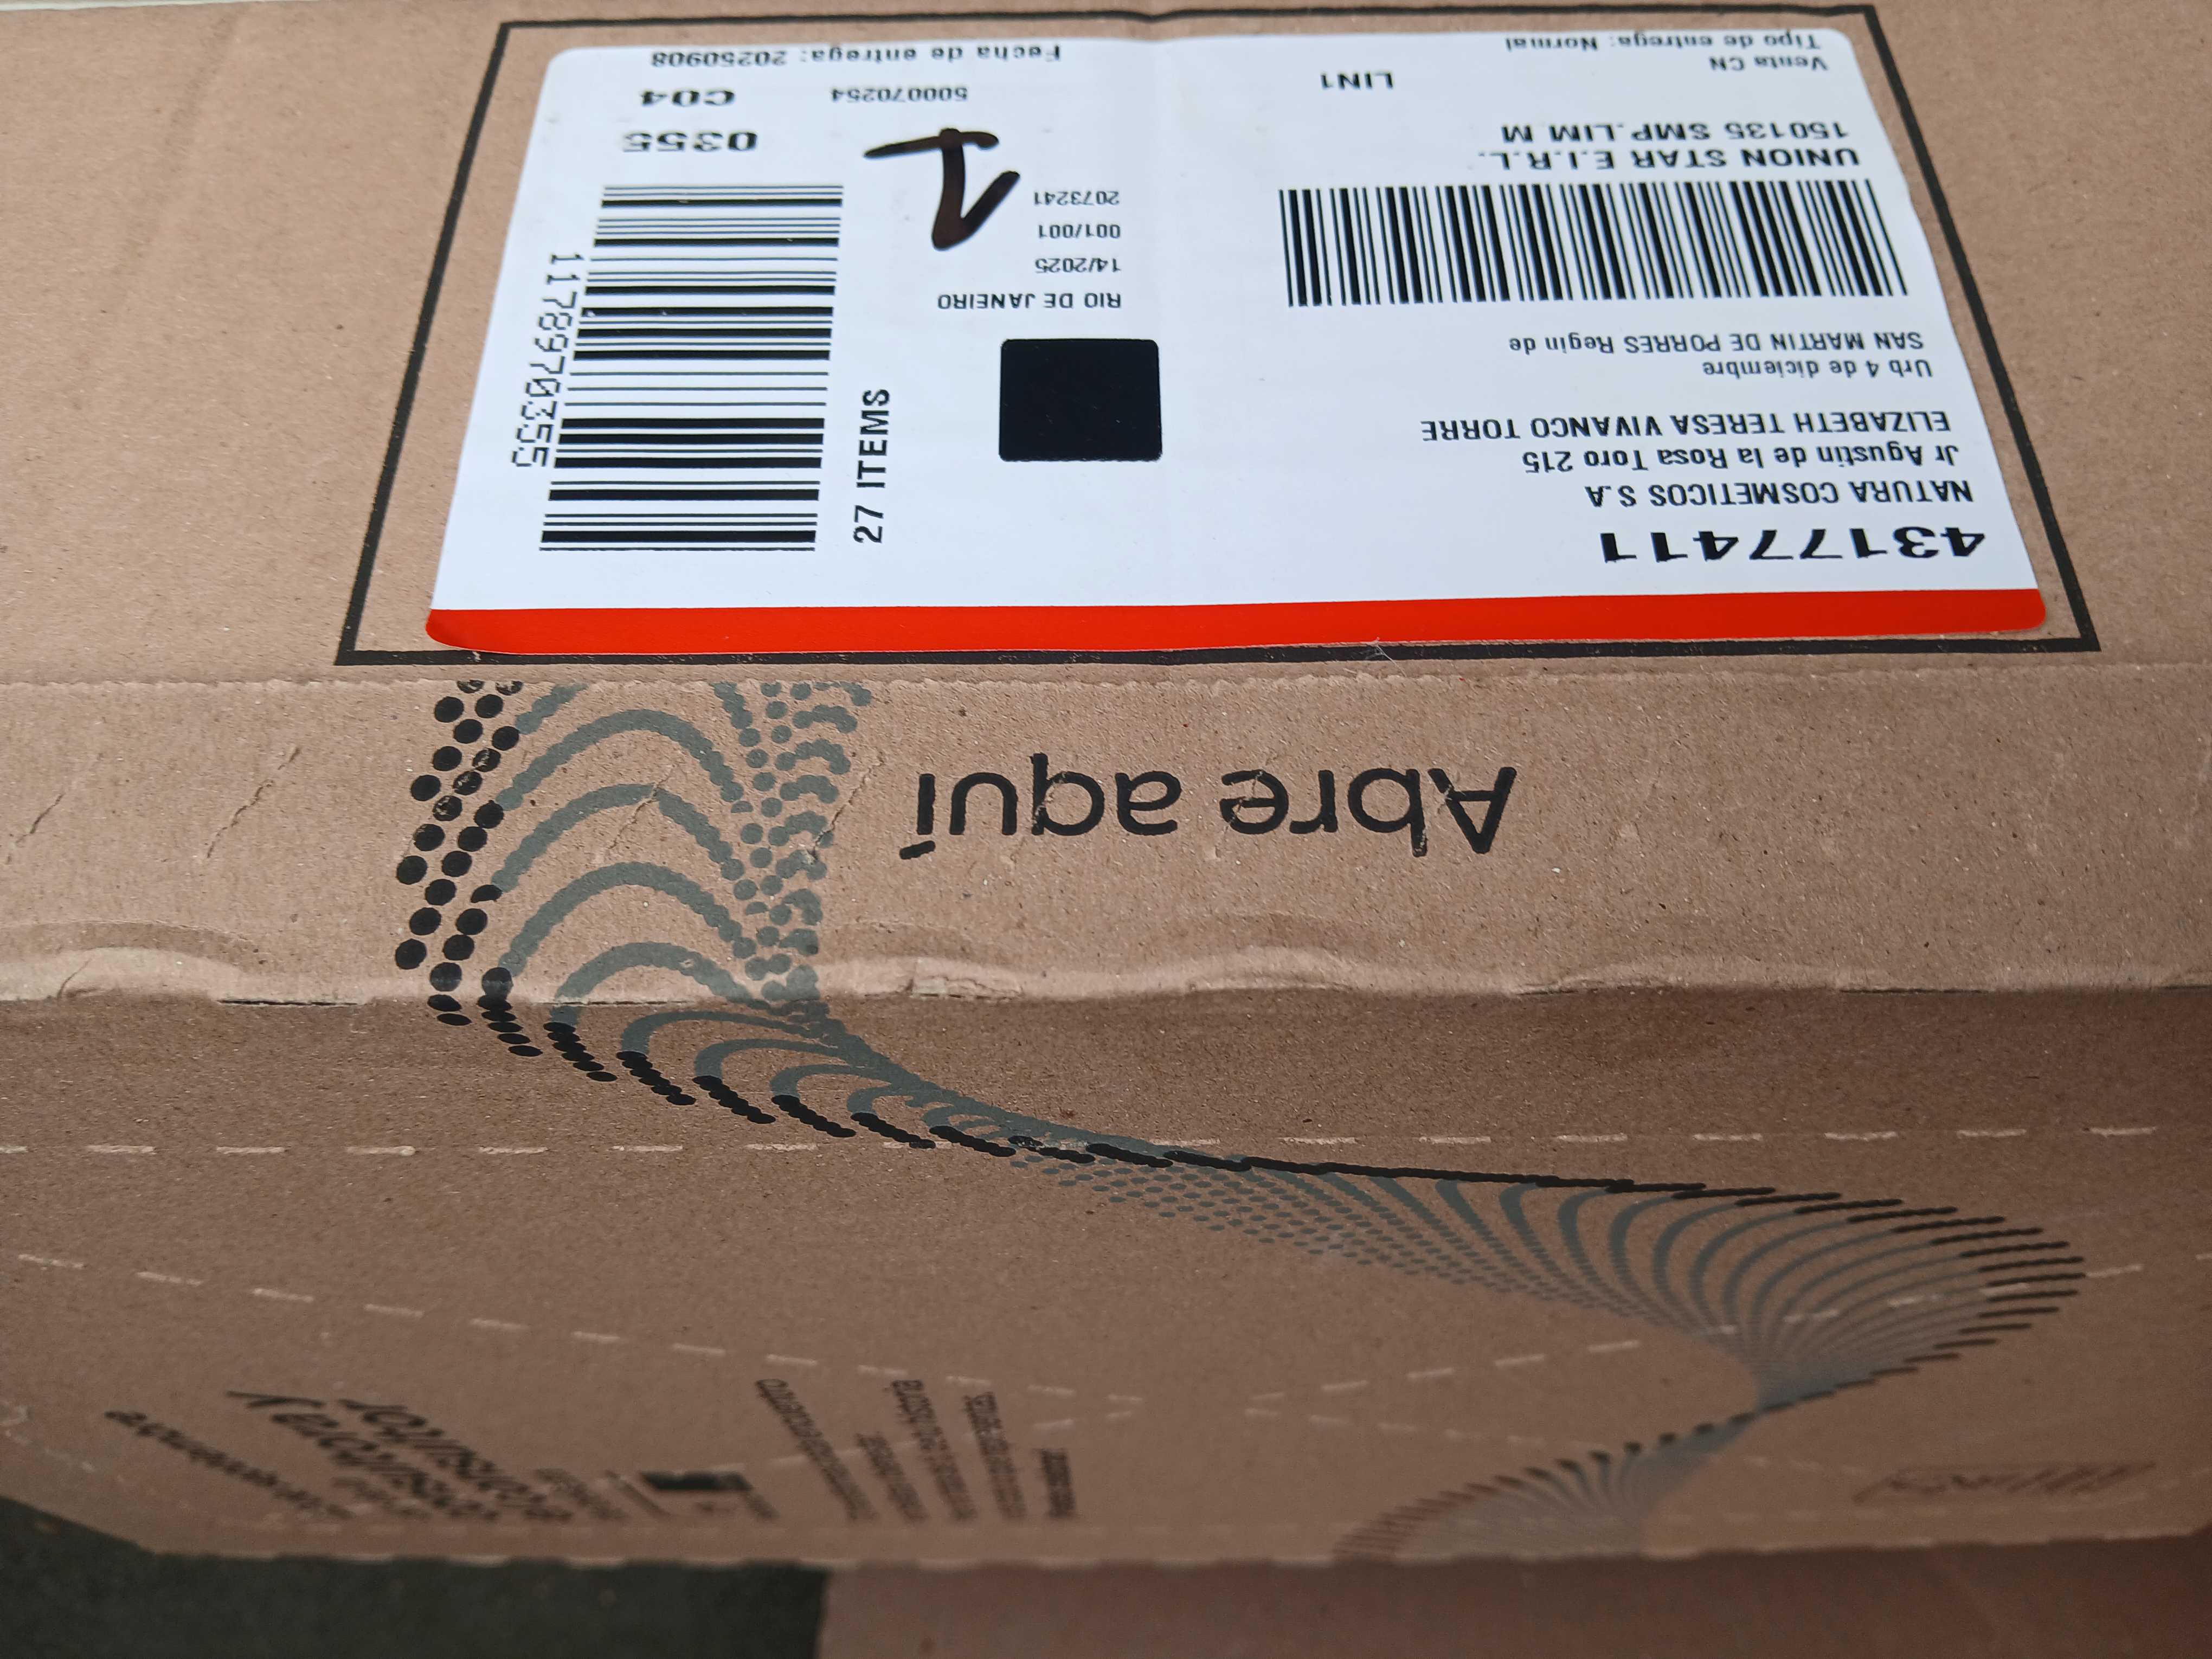 43177411
NATURA COSMETICOS S.A
Jr Agustin de la Rosa Toro 215
ELIZABETH TERESA VIVANCO TORRE
Urb 4 de diciembre
SAN MARTIN DE PORRES Regin de
UNION STAR E.I.R.L.
150135 SMP.LIM M
Venta CN
LIN1
Tipo de entrega: Normal
RIO DE JANEIRO
14/2025
001/001
2073241
1
27 ITEMS
11789970355
0355
500070254
C04
Fecha de entrega: 20250908
Abre aquí